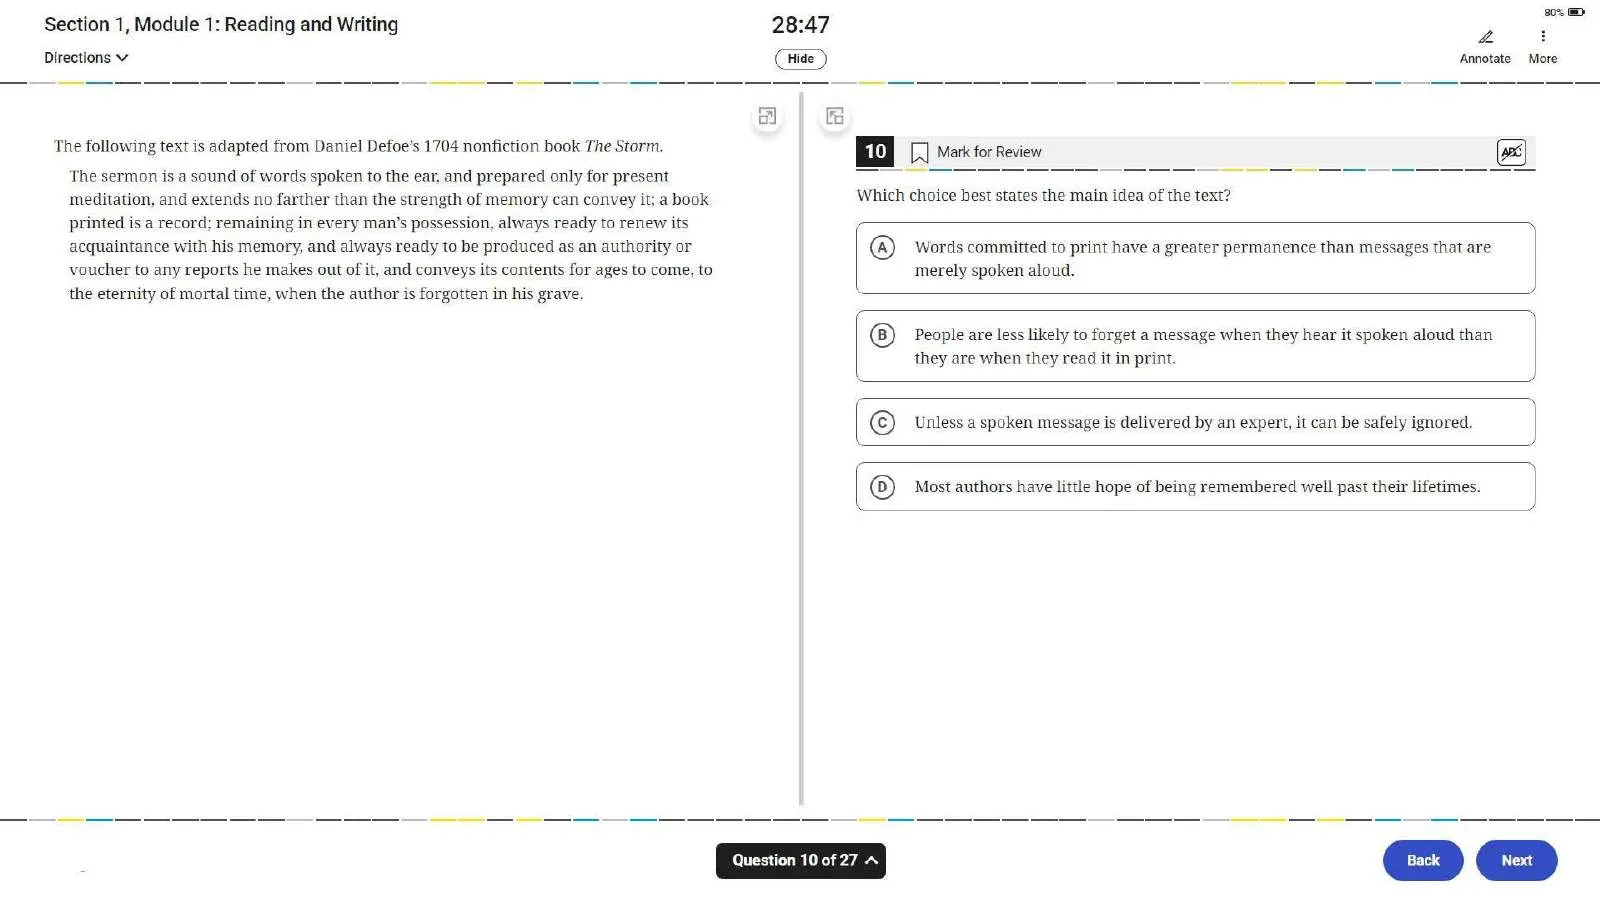 Section 1, Module 1: Reading and Writing
28:47
80%
Directions
Hide
Annotate
More
The following text is adapted from Daniel Defoe's 1704 nonfiction book The Storm.
The sermon is a sound of words spoken to the ear, and prepared only for present
meditation, and extends no farther than the strength of memory can convey it; a book
printed is a record; remaining in every man's possession, always ready to renew its
acquaintance with his memory, and always ready to be produced as an authority or
voucher to any reports he makes out of it, and conveys its contents for ages to come, to
the eternity of mortal time, when the author is forgotten in his grave.
10
Mark for Review
ABC
Which choice best states the main idea of the text?
A Words committed to print have a greater permanence than messages that are
merely spoken aloud.
B People are less likely to forget a message when they hear it spoken aloud than
they are when they read it in print.
C Unless a spoken message is delivered by an expert, it can be safely ignored.
D Most authors have little hope of being remembered well past their lifetimes.
Question 10 of 27
Back
Next